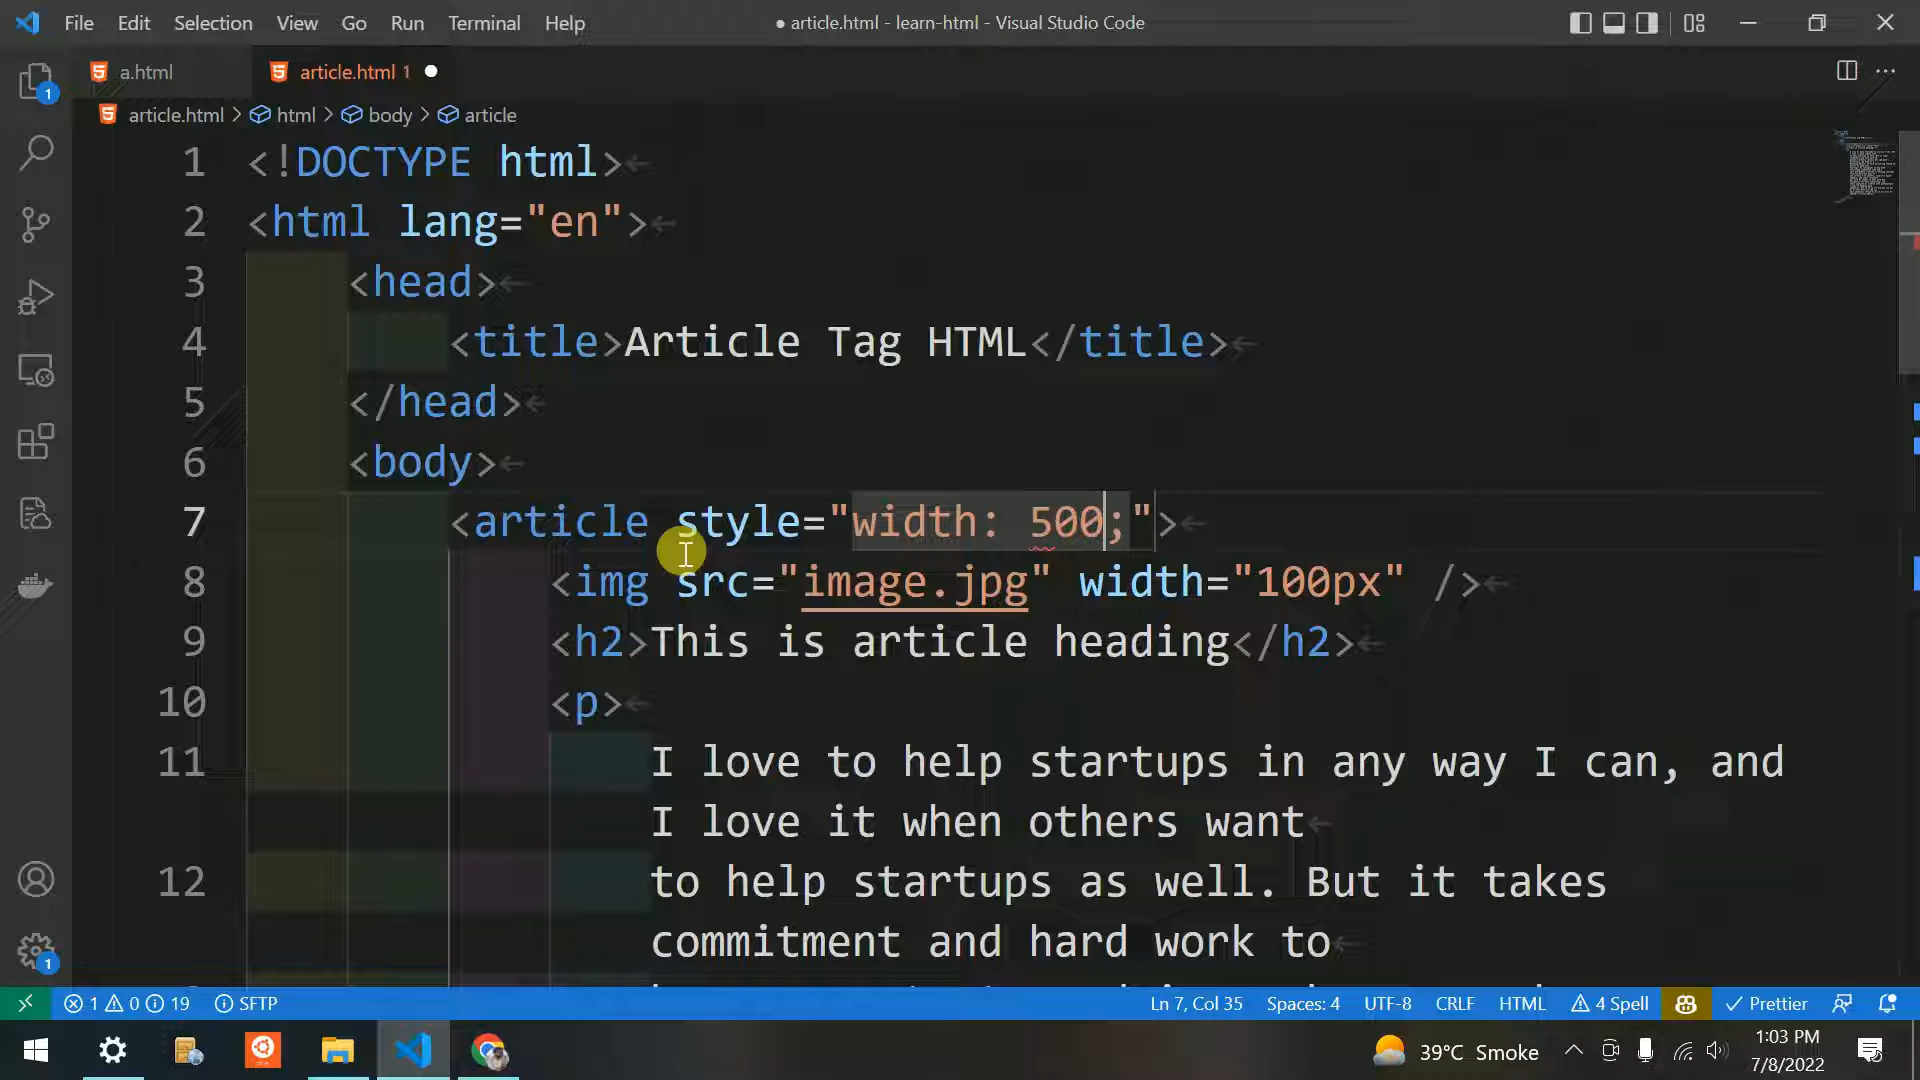 File Edit Selection View Go Run Terminal Help
● article.html - learn-html - Visual Studio Code
a.html
article.html 1 ●
article.html > html > body > article
1 <!DOCTYPE html>
2 <html lang="en">
3 <head>
4 <title>Article Tag HTML</title>
5 </head>
6 <body>
7 <article style="width: 500;">
8 <img src="image.jpg" width="100px" />
9 <h2>This is article heading</h2>
10 <p>
11 I love to help startups in any way I can, and
I love it when others want
12 to help startups as well. But it takes
commitment and hard work to
1
1
1 0 19 SFTP
Ln 7, Col 35 Spaces: 4 UTF-8 CRLF HTML 4 Spell Prettier
39°C Smoke
1:03 PM
7/8/2022